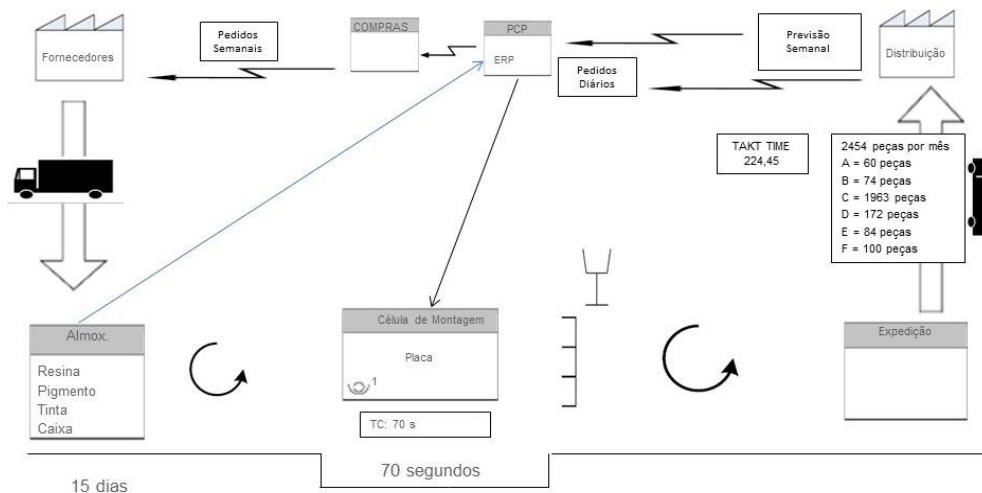 Fornecedores
Pedidos
Semanais
COMPRAS
PCP
ERP
Pedidos
Diários
Previsão
Semanal
Distribuição
TAKT TIME
224,45
2454 peças por mês
A = 60 peças
B = 74 peças
C = 1963 peças
D = 172 peças
E = 84 peças
F = 100 peças
Almox.
Resina
Pigmento
Tinta
Caixa
Célula de Montagem
Placa
1
TC: 70 s
Expedição
15 dias
70 segundos